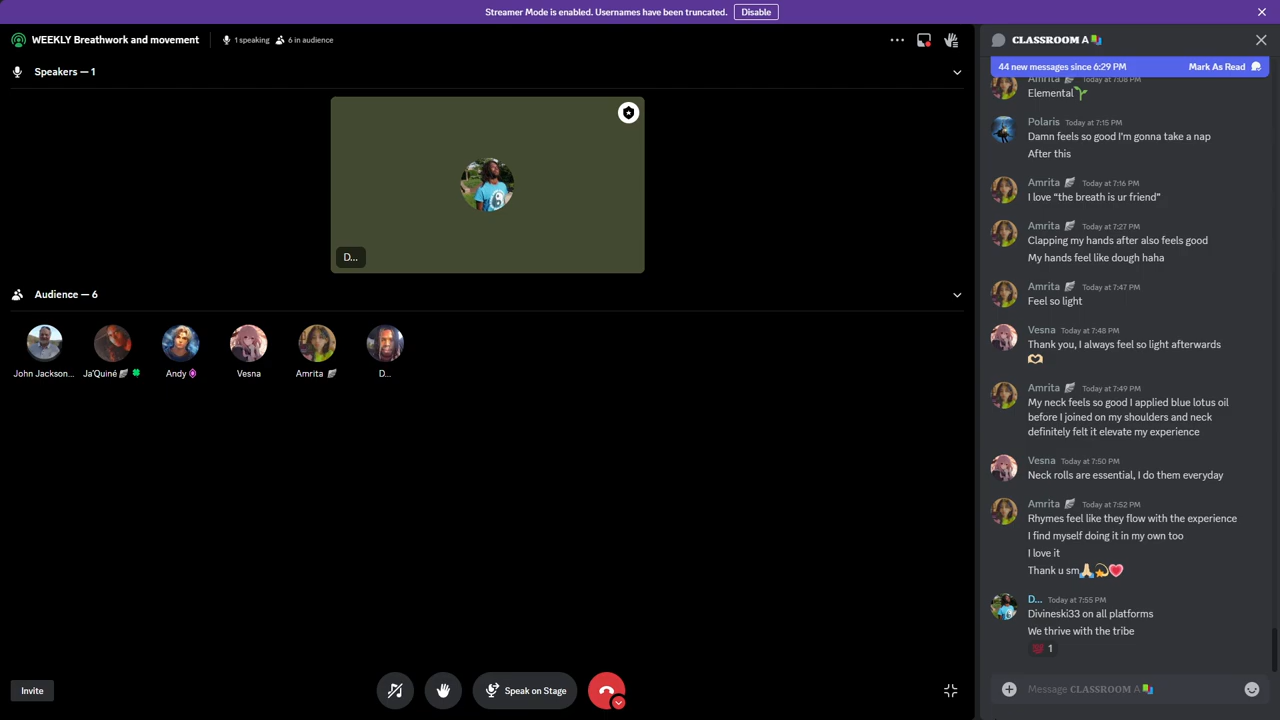 Streamer Mode is enabled. Usernames have been truncated. Disable
WEEKLY Breathwork and movement
1 speaking
6 in audience
Speakers — 1
D...
Audience — 6
John Jackson...
Ja'Quiné
Andy
Vesna
Amrita
D...
Invite
Speak on Stage
CLASSROOM A
44 new messages since 6:29 PM Mark As Read
Amrita Today at 7:08 PM
Elemental
Polaris Today at 7:15 PM
Damn feels so good I'm gonna take a nap
After this
Amrita Today at 7:16 PM
I love “the breath is ur friend”
Amrita Today at 7:27 PM
Clapping my hands after also feels good
My hands feel like dough haha
Amrita Today at 7:47 PM
Feel so light
Vesna Today at 7:48 PM
Thank you, I always feel so light afterwards
🫶
Amrita Today at 7:49 PM
My neck feels so good I applied blue lotus oil
before I joined on my shoulders and neck
definitely felt it elevate my experience
Vesna Today at 7:50 PM
Neck rolls are essential, I do them everyday
Amrita Today at 7:52 PM
Rhymes feel like they flow with the experience
I find myself doing it in my own too
I love it
Thank u sm🙏🏼💫💗
D... Today at 7:55 PM
Divineski33 on all platforms
We thrive with the tribe
1
Message CLASSROOM A